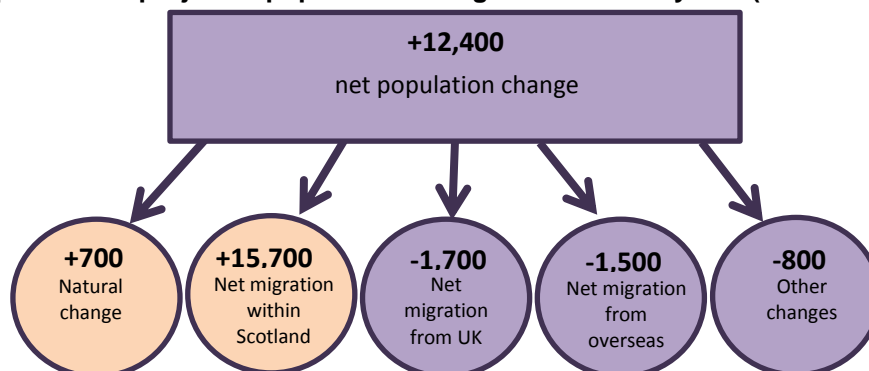 +12,400
net population change
+700
Natural
change
+15,700
Net migration
within
Scotland
-1,700
Net
migration
from UK
-1,500
Net migration
from
overseas
-800
Other
changes